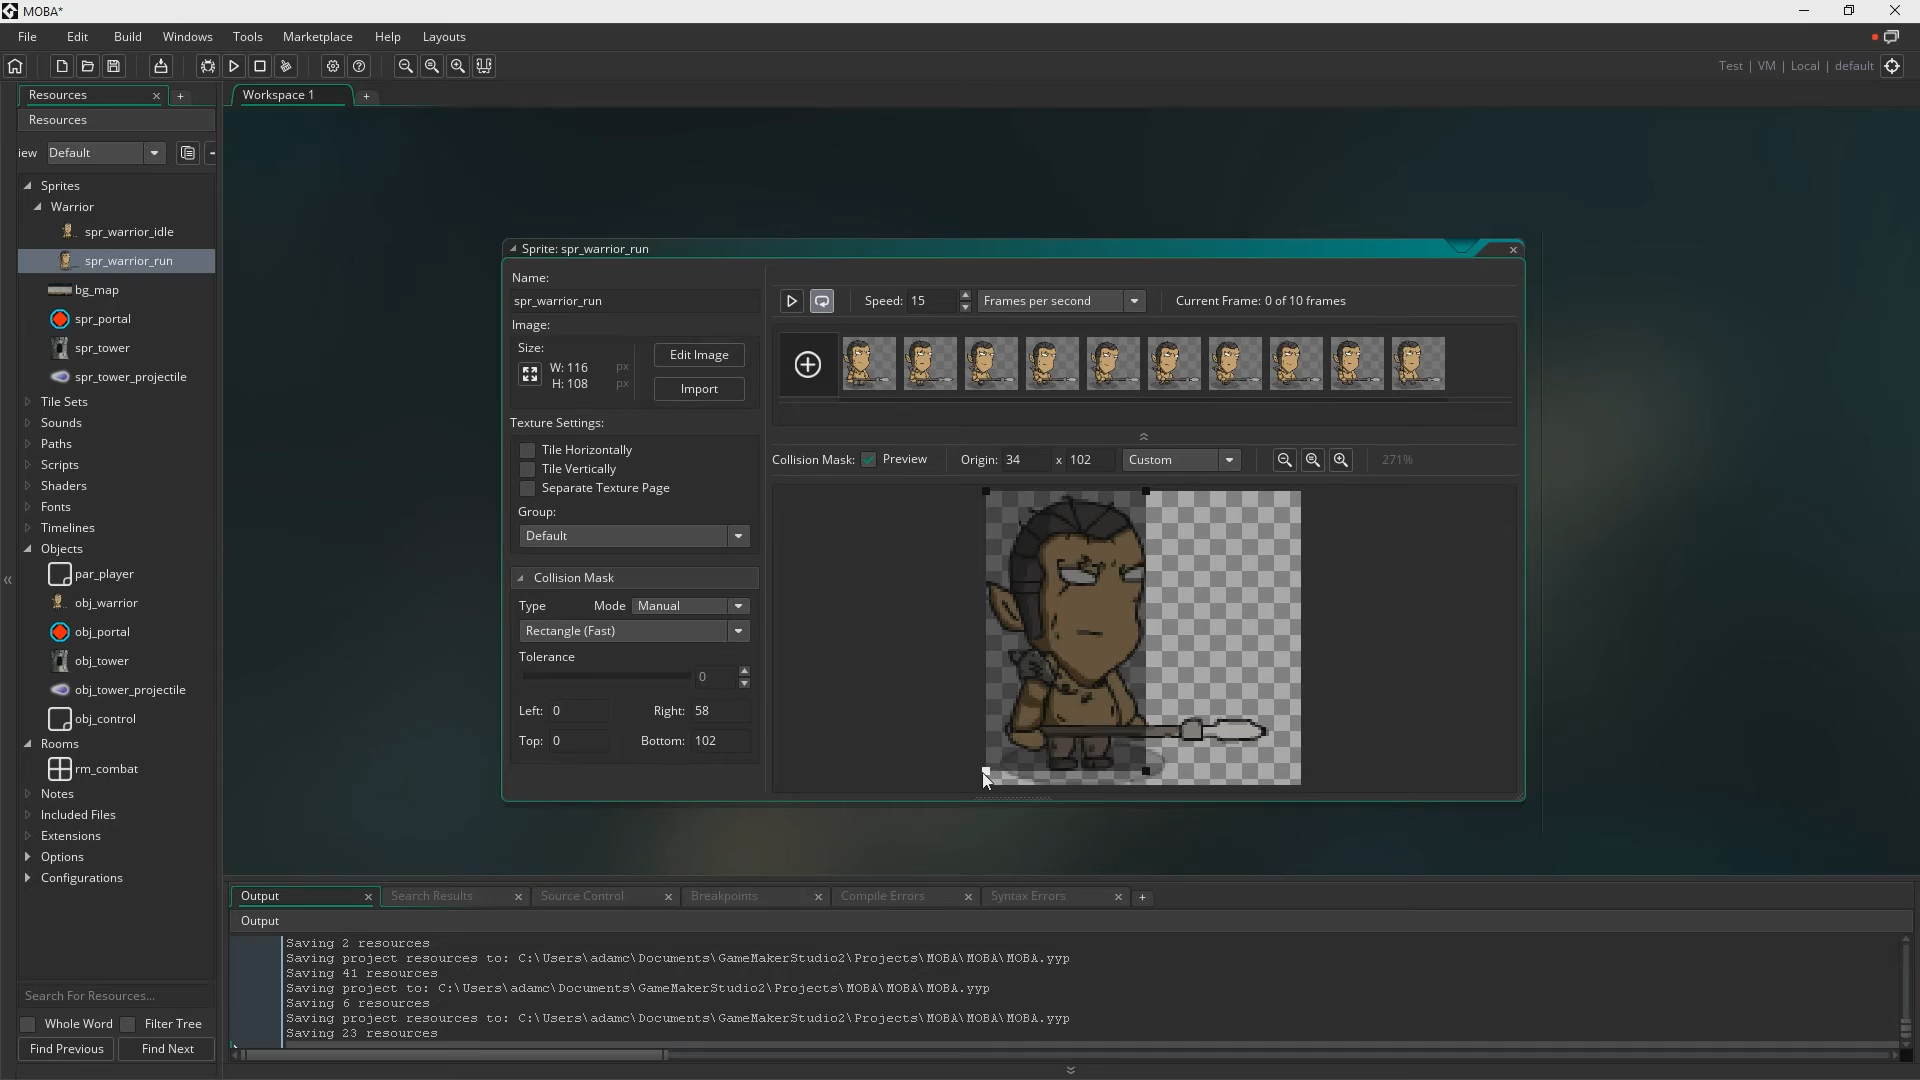 MOBA*
File Edit Build Windows Tools Marketplace Help Layouts
Test | VM | Local | default
Resources
Workspace 1
Resources
iew Default
Sprites
Warrior
spr_warrior_idle
spr_warrior_run
bg_map
spr_portal
spr_tower
spr_tower_projectile
Tile Sets
Sounds
Paths
Scripts
Shaders
Fonts
Timelines
Objects
par_player
obj_warrior
obj_portal
obj_tower
obj_tower_projectile
obj_control
Rooms
rm_combat
Notes
Included Files
Extensions
Options
Configurations
Search For Resources...
Whole Word Filter Tree
Find Previous Find Next
Sprite: spr_warrior_run
Name:
spr_warrior_run
Image:
Size:
W: 116 px
H: 108 px
Edit Image
Import
Texture Settings:
Tile Horizontally
Tile Vertically
Separate Texture Page
Group:
Default
Collision Mask
Type Mode Manual
Rectangle (Fast)
Tolerance
0
Left: 0 Right: 58
Top: 0 Bottom: 102
Speed: 15 Frames per second Current Frame: 0 of 10 frames
Collision Mask: Preview Origin: 34 x 102 Custom 271%
Output Search Results Source Control Breakpoints Compile Errors Syntax Errors
Output
Saving 2 resources
Saving project resources to: C:\Users\adamc\Documents\GameMakerStudio2\Projects\MOBA\MOBA\MOBA.yyp
Saving 41 resources
Saving project to: C:\Users\adamc\Documents\GameMakerStudio2\Projects\MOBA\MOBA\MOBA.yyp
Saving 6 resources
Saving project resources to: C:\Users\adamc\Documents\GameMakerStudio2\Projects\MOBA\MOBA\MOBA.yyp
Saving 23 resources